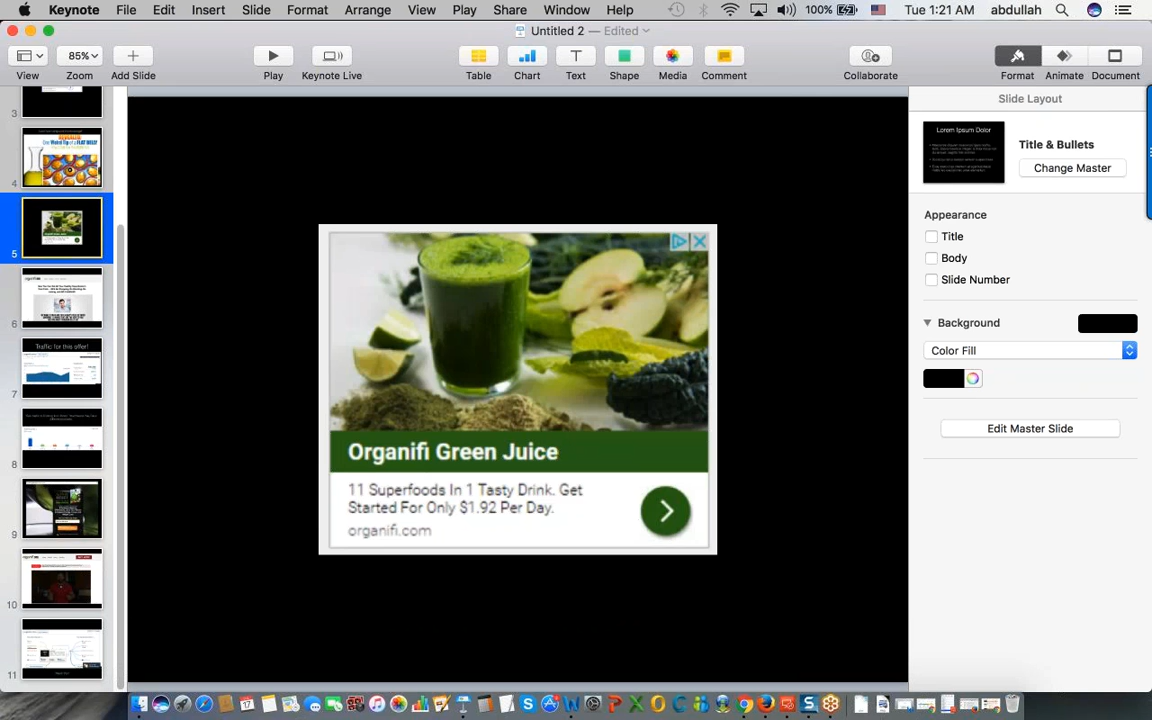 Keynote File Edit Insert Slide Format Arrange View Play Share Window Help 100% Tue 1:21 AM abdullah
Untitled 2 — Edited
85%
View Zoom Add Slide Play Keynote Live Table Chart Text Shape Media Comment Collaborate Format Animate Document
Slide Layout
Lorem Ipsum Dolor
Title & Bullets
Change Master
Appearance
Title
Body
Slide Number
Background
Color Fill
Edit Master Slide
3
4
5
6
Traffic for this offer!
7
8
9
10
11
Organifi Green Juice
11 Superfoods In 1 Tasty Drink. Get
Started For Only $1.92 Per Day.
organifi.com
17